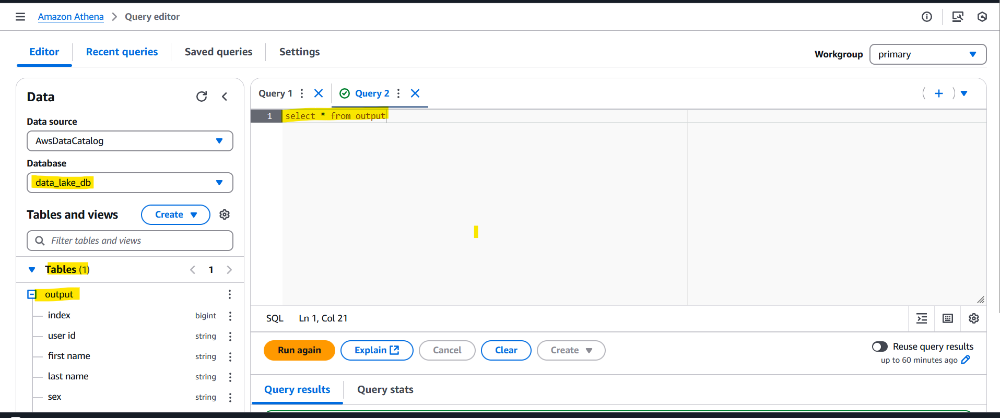 Amazon Athena > Query editor
Editor Recent queries Saved queries Settings
Workgroup primary
Data
Data source
AwsDataCatalog
Database
data_lake_db
Tables and views Create
Filter tables and views
Tables (1) 1
output
index bigint
user id string
first name string
last name string
sex string
Query 1 Query 2
1 select * from output
SQL Ln 1, Col 21
Run again Explain Cancel Clear Create
Reuse query results
up to 60 minutes ago
Query results Query stats